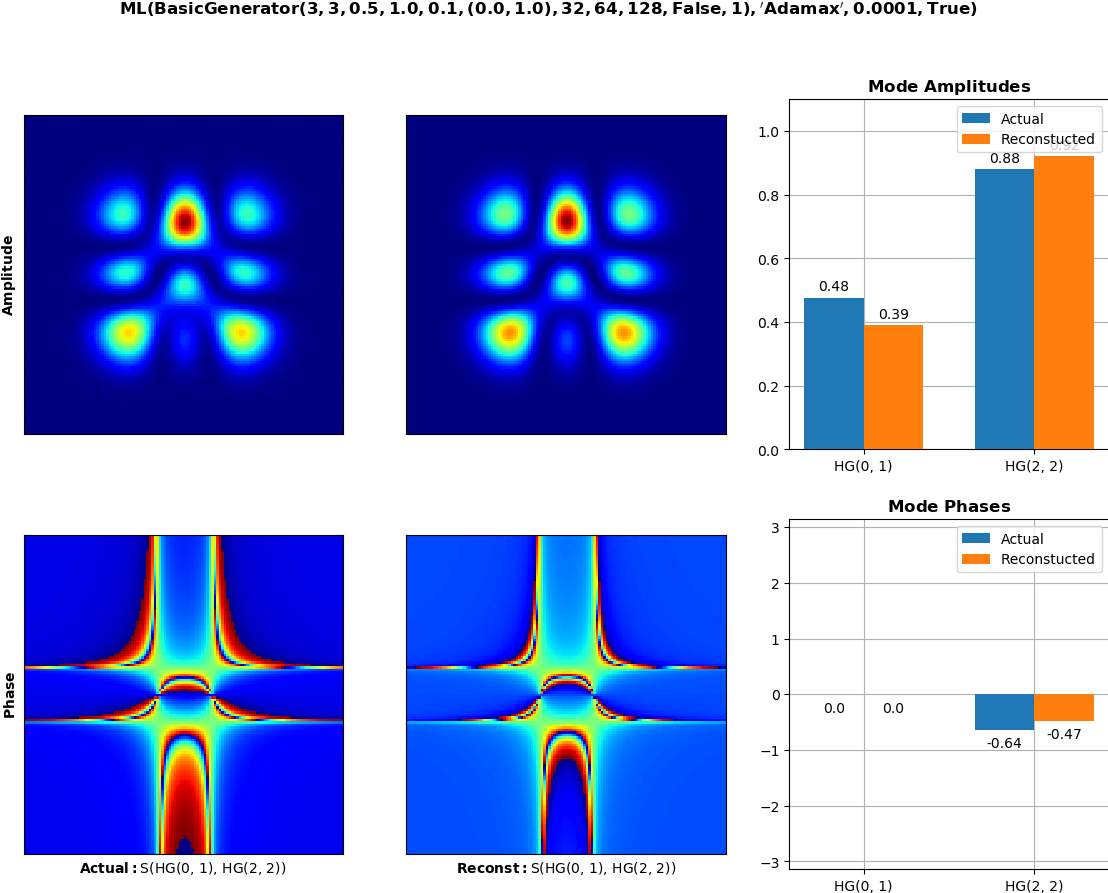 ML(BasicGenerator(3, 3, 0.5, 1.0, 0.1, (0.0, 1.0), 32, 64, 128, False, 1), 'Adamax', 0.0001, True)
Amplitude
Mode Amplitudes
Actual
Reconstucted
0.92
0.88
0.48
0.39
1.0
0.8
0.6
0.4
0.2
0.0
HG(0, 1)
HG(2, 2)
Phase
Actual: S(HG(0, 1), HG(2, 2))
Reconst: S(HG(0, 1), HG(2, 2))
Mode Phases
Actual
Reconstucted
3
2
1
0
−1
−2
−3
0.0
0.0
-0.64
-0.47
HG(0, 1)
HG(2, 2)